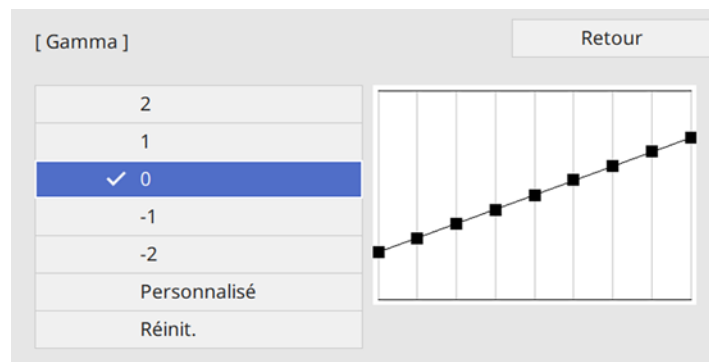 [ Gamma ]
Retour
2
1
0
-1
-2
Personnalisé
Réinit.